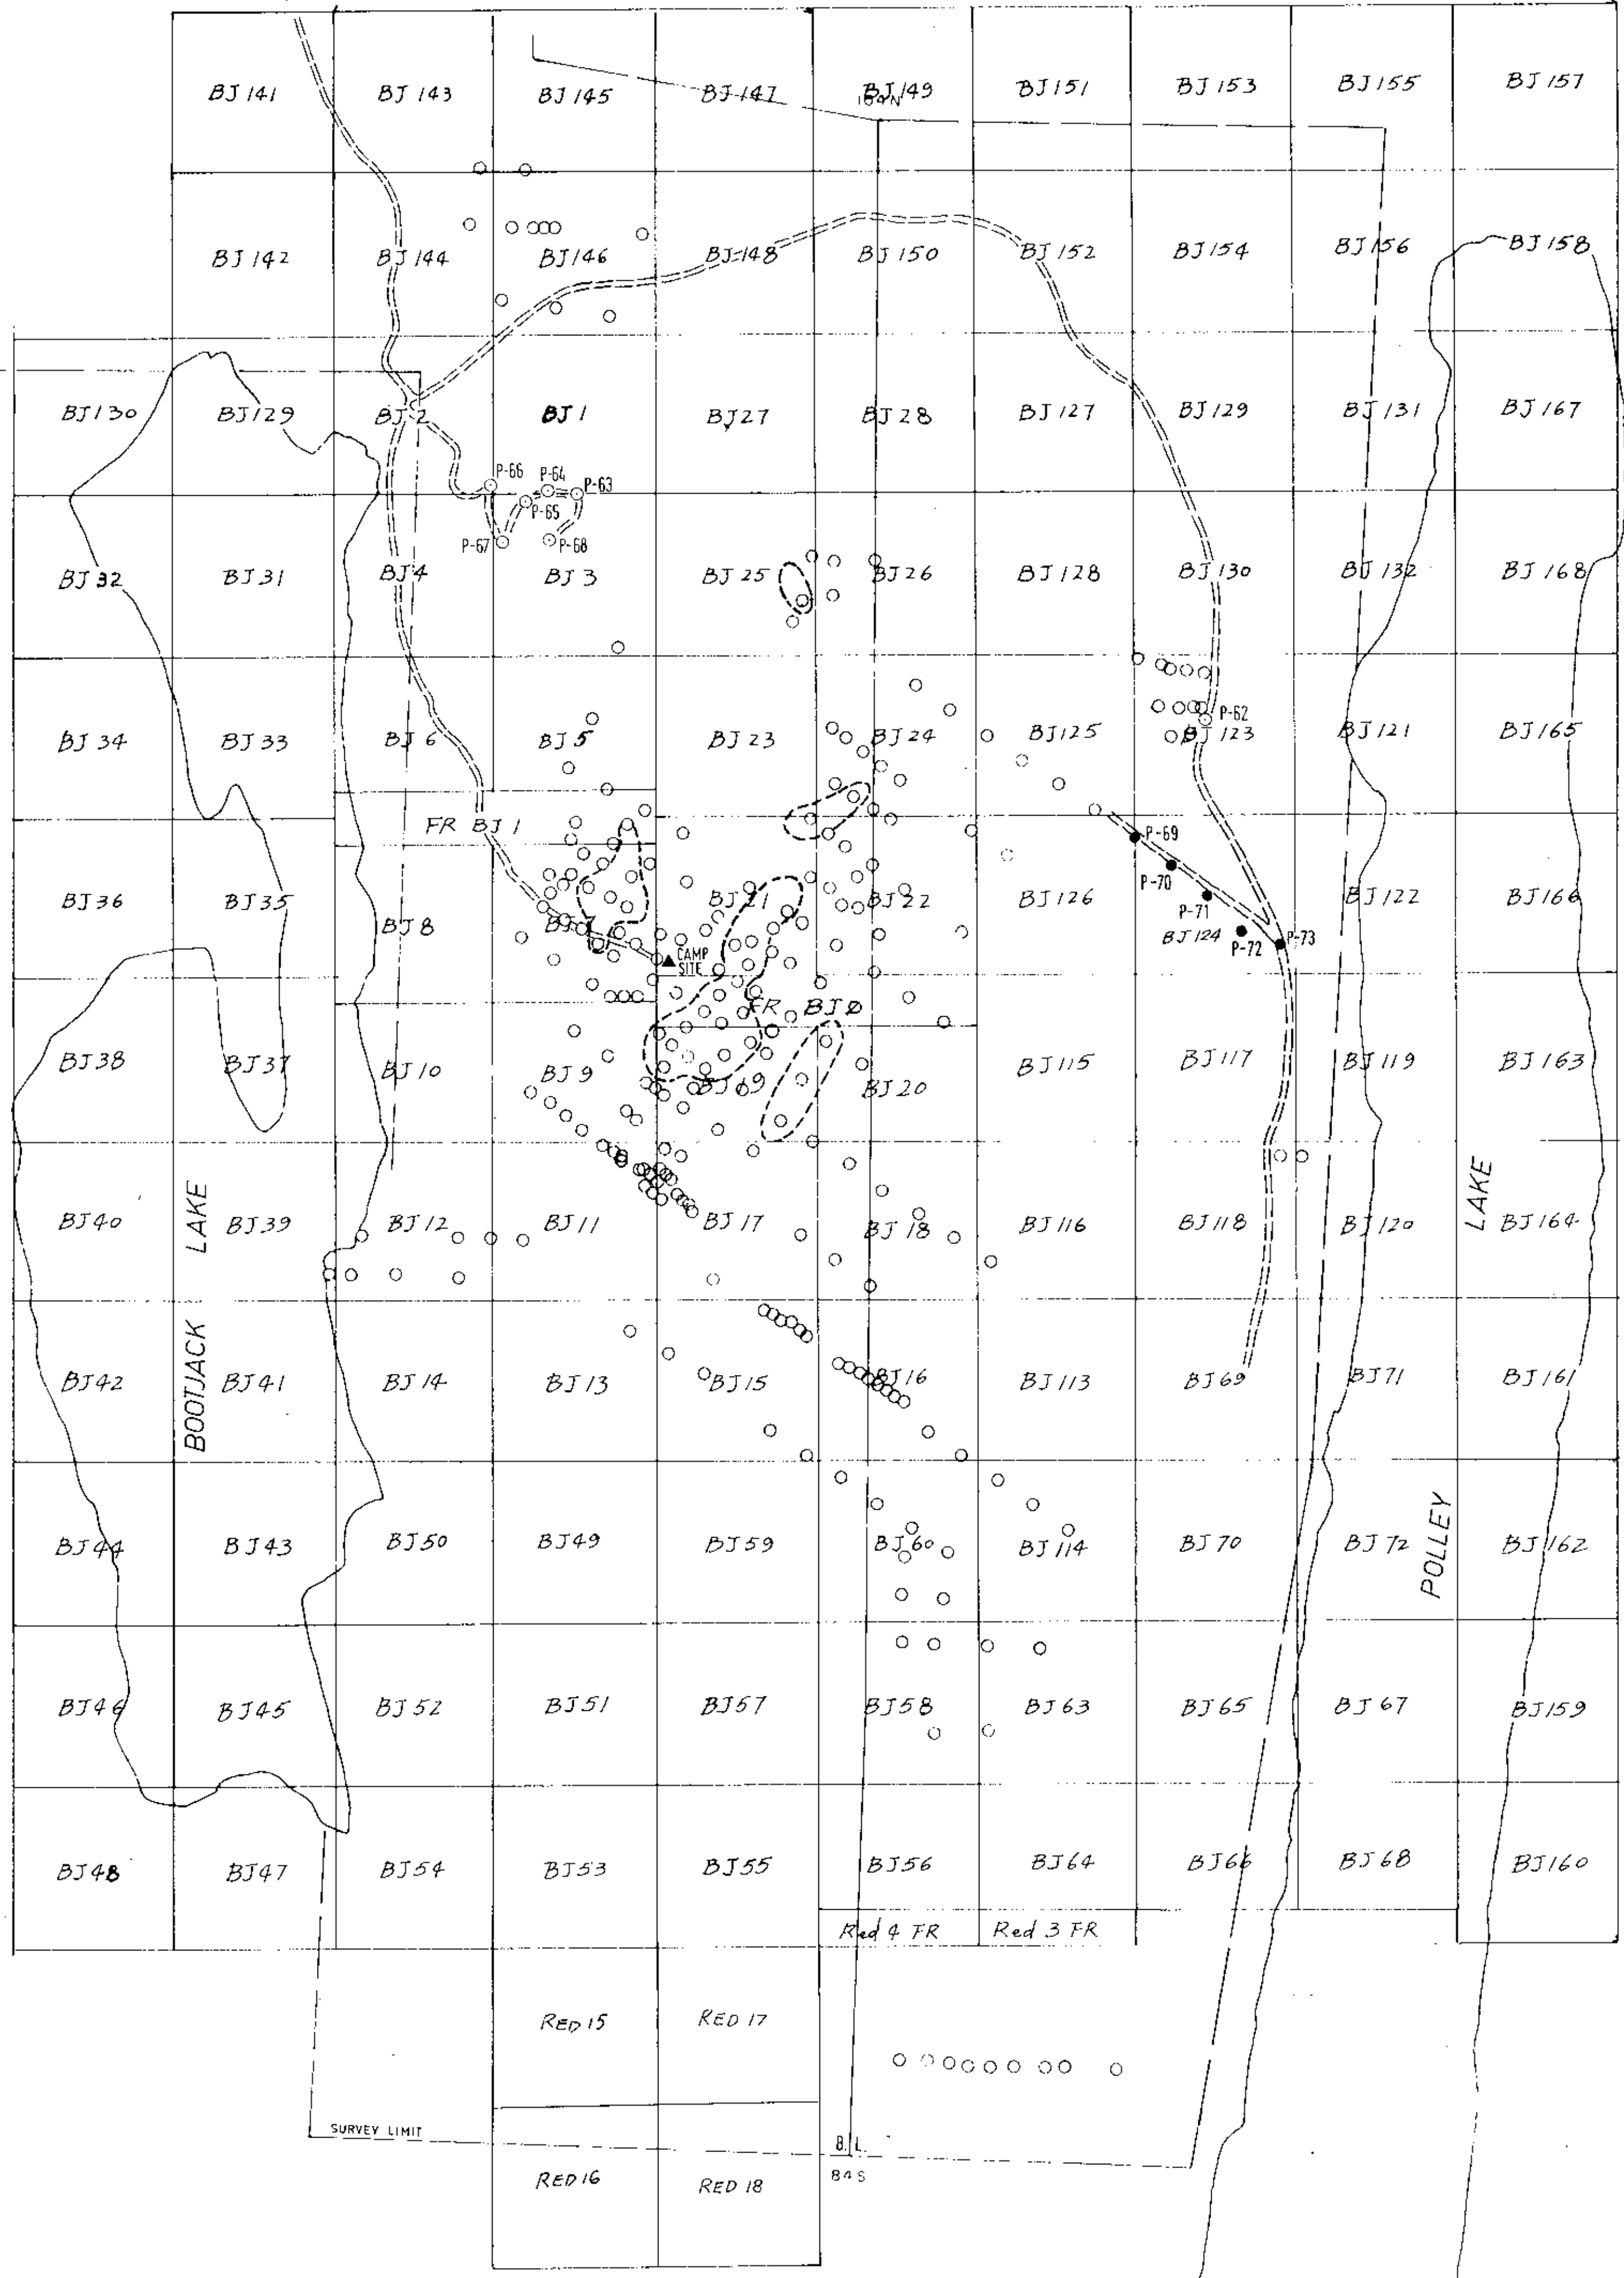 BJ 141
BJ 143
BJ 145
BJ 147
BJ 149
164N
BJ 151
BJ 153
BJ 155
BJ 157
BJ 142
BJ 144
BJ 146
BJ 148
BJ 150
BJ 152
BJ 154
BJ 156
BJ 158
BJ 130
BJ 129
BJ 2
BJ 1
BJ 27
BJ 28
BJ 127
BJ 129
BJ 131
BJ 167
P-66
P-64
P-63
P-65
P-67
P-68
BJ 32
BJ 31
BJ 4
BJ 3
BJ 25
BJ 26
BJ 128
BJ 130
BJ 132
BJ 168
P-62
BJ 34
BJ 33
BJ 6
BJ 5
BJ 23
BJ 24
BJ 125
BJ 123
BJ 121
BJ 165
FR BJ 1
P-69
P-70
P-71
P-72
P-73
BJ 36
BJ 35
BJ 8
BJ 7
BJ 21
BJ 22
BJ 126
BJ 124
BJ 122
BJ 166
CAMP
SITE
FR BJ 2
BJ 38
BJ 37
BJ 10
BJ 9
BJ 19
BJ 20
BJ 115
BJ 117
BJ 119
BJ 163
BJ 40
BJ 39
BJ 12
BJ 11
BJ 17
BJ 18
BJ 116
BJ 118
BJ 120
BJ 164
BOOTJACK LAKE
POLLEY LAKE
BJ 42
BJ 41
BJ 14
BJ 13
BJ 15
BJ 16
BJ 113
BJ 69
BJ 71
BJ 161
BJ 44
BJ 43
BJ 50
BJ 49
BJ 59
BJ 60
BJ 114
BJ 70
BJ 72
BJ 162
BJ 46
BJ 45
BJ 52
BJ 51
BJ 57
BJ 58
BJ 63
BJ 65
BJ 67
BJ 159
BJ 48
BJ 47
BJ 54
BJ 53
BJ 55
BJ 56
BJ 64
BJ 66
BJ 68
BJ 160
Red 4 FR
Red 3 FR
RED 15
RED 17
SURVEY LIMIT
B.L.
84 S
RED 16
RED 18